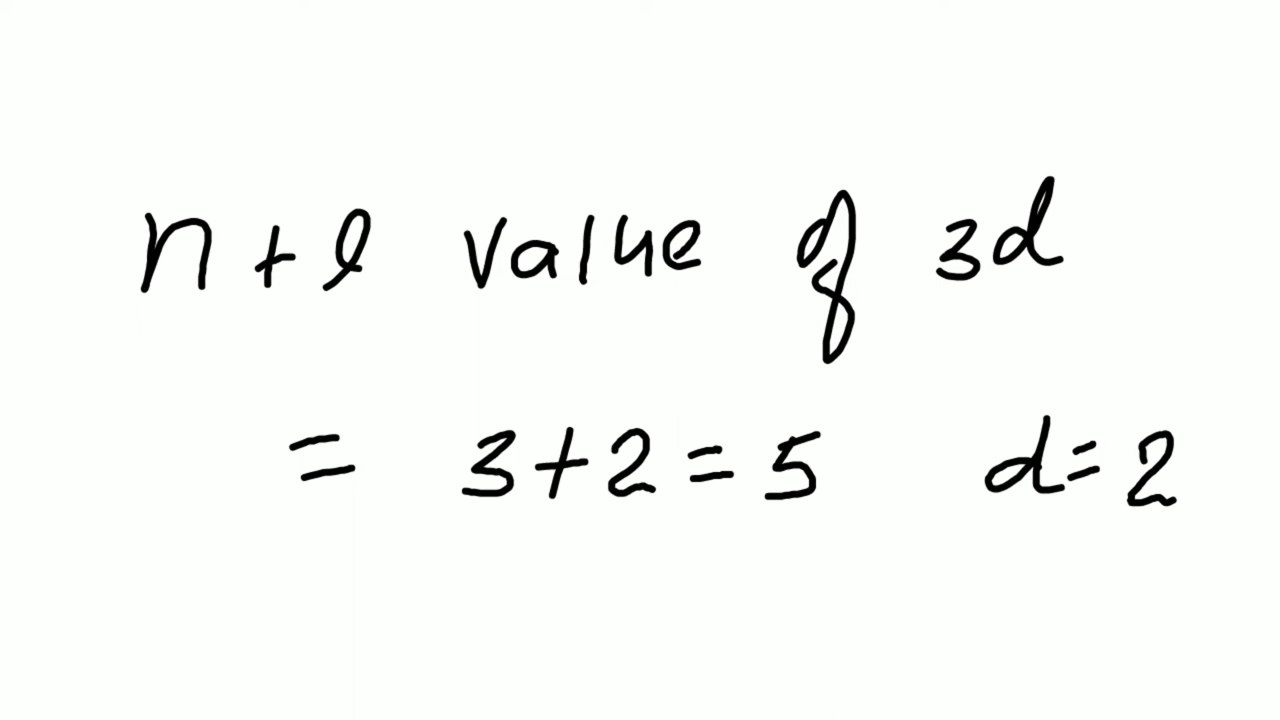 n + l value of 3d
= 3+2=5 d=2